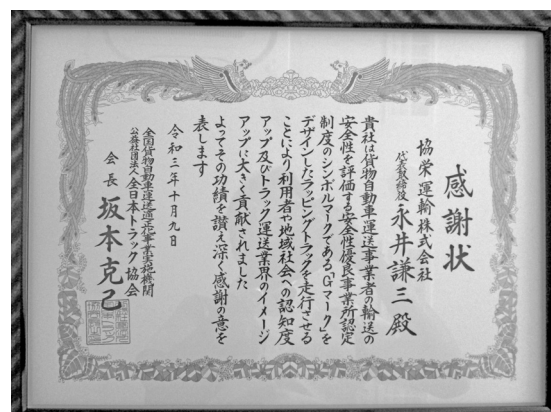 感謝状
協栄運輸株式会社
代表取締役 永井謙三 殿
貴社は貨物自動車運送事業者の輸送の
安全性を評価する安全性優良事業所認定
制度のシンボルマークである「Gマーク」を
デザインしたラッピングトラックを走行させる
ことにより利用者や地域社会への認知度
アップ及びトラック運送業界のイメージ
アップに大きく貢献されました
よってその功績を讃え深く感謝の意を
表します
令和三年十月九日
全国貨物自動車運送適正化事業実施機関
公益社団法人 全日本トラック協会
会長 坂本克己